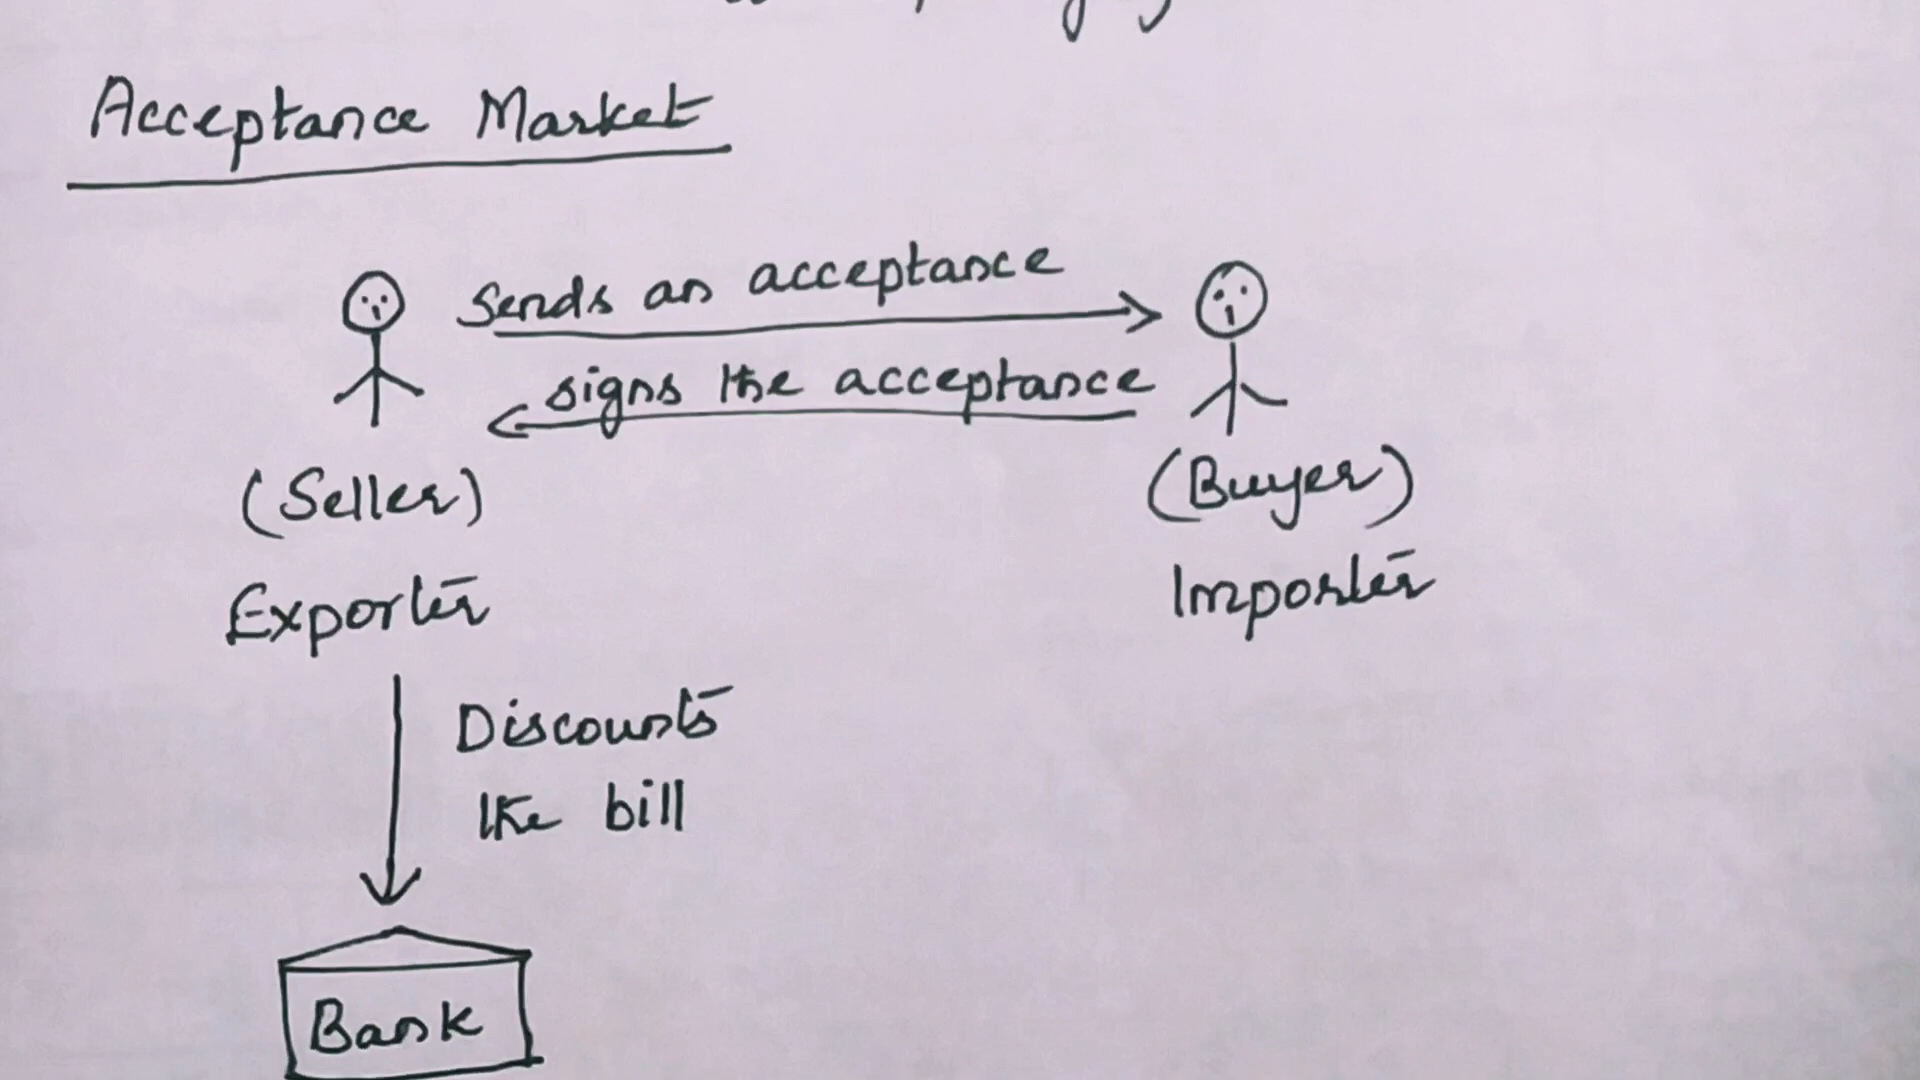 Acceptance Market
Sends an acceptance
signs the acceptance
(Seller)
(Buyer)
Exporter
Importer
Discounts
the bill
Bank